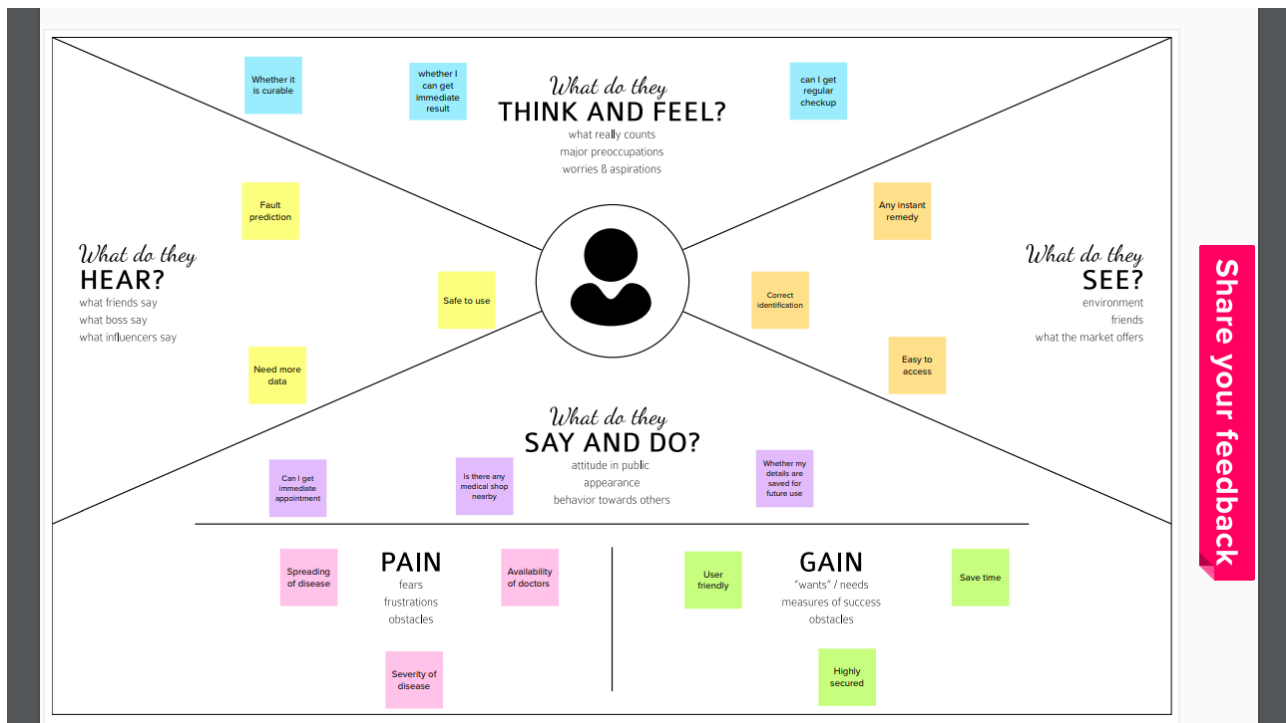 Whether it
is curable
whether I
can get
immediate
result
What do they
THINK AND FEEL?
what really counts
major preoccupations
worries & aspirations
can I get
regular
checkup
Fault
prediction
What do they
HEAR?
what friends say
what boss say
what influencers say
Safe to use
Need more
data
Any instant
remedy
Correct
identification
Easy to
access
What do they
SEE?
environment
friends
what the market offers
What do they
SAY AND DO?
attitude in public
appearance
behavior towards others
Can I get
immediate
appointment
Is there any
medical shop
nearby
Whether my
details are
saved for
future use
Spreading
of disease
PAIN
fears
frustrations
obstacles
Availability
of doctors
Severity of
disease
User
friendly
GAIN
"wants" / needs
measures of success
obstacles
Save time
Highly
secured
Share your feedback